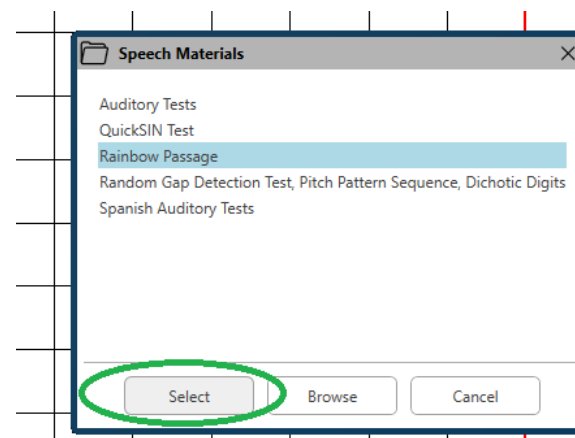 Speech Materials
Auditory Tests
QuickSIN Test
Rainbow Passage
Random Gap Detection Test, Pitch Pattern Sequence, Dichotic Digits
Spanish Auditory Tests
Select Browse Cancel